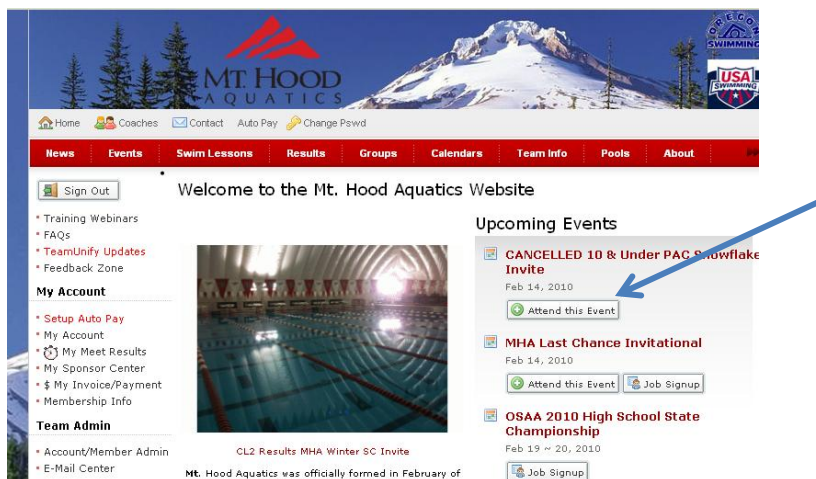 OREGON
SWIMMING
MT. HOOD
AQUATICS
USA
SWIMMING
Home Coaches Contact Auto Pay Change Pswd
News Events Swim Lessons Results Groups Calendars Team Info Pools About
Sign Out
Training Webinars
FAQs
TeamUnify Updates
Feedback Zone
My Account
Setup Auto Pay
My Account
My Meet Results
My Sponsor Center
$ My Invoice/Payment
Membership Info
Team Admin
Account/Member Admin
E-Mail Center
Welcome to the Mt. Hood Aquatics Website
CL2 Results MHA Winter SC Invite
Mt. Hood Aquatics was officially formed in February of
Upcoming Events
CANCELLED 10 & Under PAC Snowflake
Invite
Feb 14, 2010
Attend this Event
MHA Last Chance Invitational
Feb 14, 2010
Attend this Event Job Signup
OSAA 2010 High School State
Championship
Feb 19 ~ 20, 2010
Job Signup